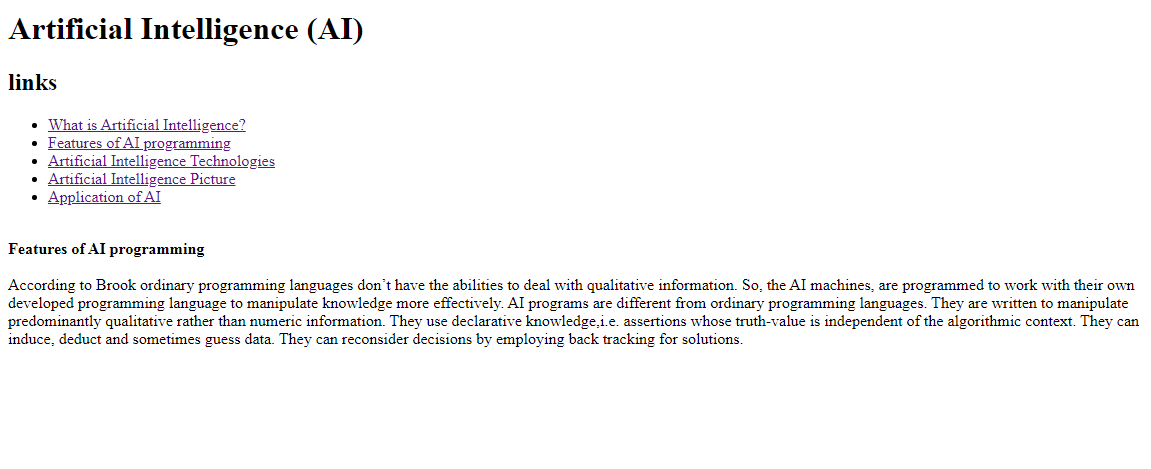 Artificial Intelligence (AI)
links
What is Artificial Intelligence?
Features of AI programming
Artificial Intelligence Technologies
Artificial Intelligence Picture
Application of AI
Features of AI programming
According to Brook ordinary programming languages don`t have the abilities to deal with qualitative information. So, the AI machines, are programmed to work with their own
developed programming language to manipulate knowledge more effectively. AI programs are different from ordinary programming languages. They are written to manipulate
predominantly qualitative rather than numeric information. They use declarative knowledge,i.e. assertions whose truth-value is independent of the algorithmic context. They can
induce, deduct and sometimes guess data. They can reconsider decisions by employing back tracking for solutions.